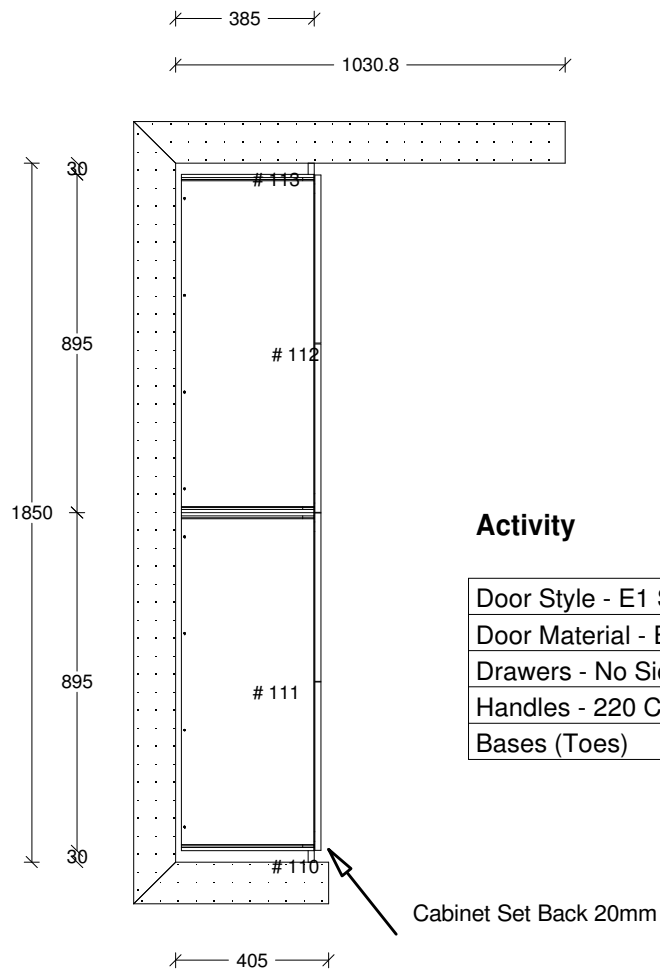 385
1030.8
30
# 113
895
# 112
1850
Activity
Door Style - E1
Door Material -
Drawers - No
Handles - 220
Bases (Toes)
895
# 111
30
# 110
Cabinet Set Back 20mm
405